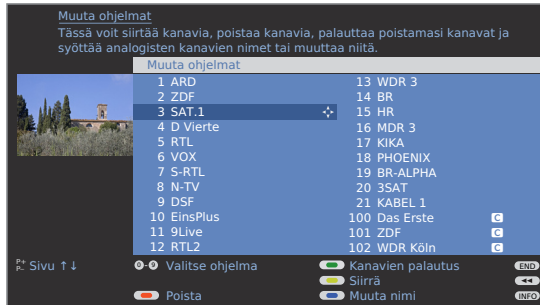 Muuta ohjelmat
Tässä voit siirtää kanavia, poistaa kanavia, palauttaa poistamasi kanavat ja
syöttää analogisten kanavien nimet tai muuttaa niitä.
Muuta ohjelmat
1 ARD
2 ZDF
3 SAT.1
4 D Vierte
5 RTL
6 VOX
7 S-RTL
8 N-TV
9 DSF
10 EinsPlus
11 9Live
12 RTL2
13 WDR 3
14 BR
15 HR
16 MDR 3
17 KIKA
18 PHOENIX
19 BR-ALPHA
20 3SAT
21 KABEL 1
100 Das Erste C
101 ZDF C
102 WDR Köln C
P+
P-
Sivu ↑↓
0-9 Valitse ohjelma
Kanavien palautus
END
Siirrä
Poista
Muuta nimi
INFO